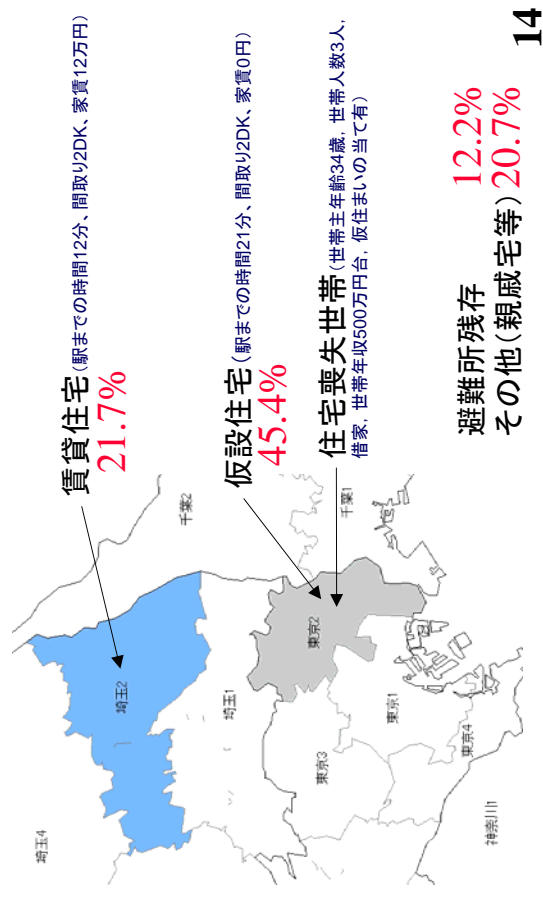 賃貸住宅(駅までの時間12分、間取り2DK、家賃12万円)
21.7%
仮設住宅(駅までの時間21分、間取り2DK、家賃0円)
45.4%
住宅喪失世帯(世帯主年齢34歳，世帯人数3人，
借家，世帯年収500万円台，仮住まいの当て有)
避難所残存 12.2%
その他(親戚宅等) 20.7%
14
埼玉4
埼玉2
千葉2
埼玉1
東京2
千葉1
東京3
東京1
東京4
神奈川1